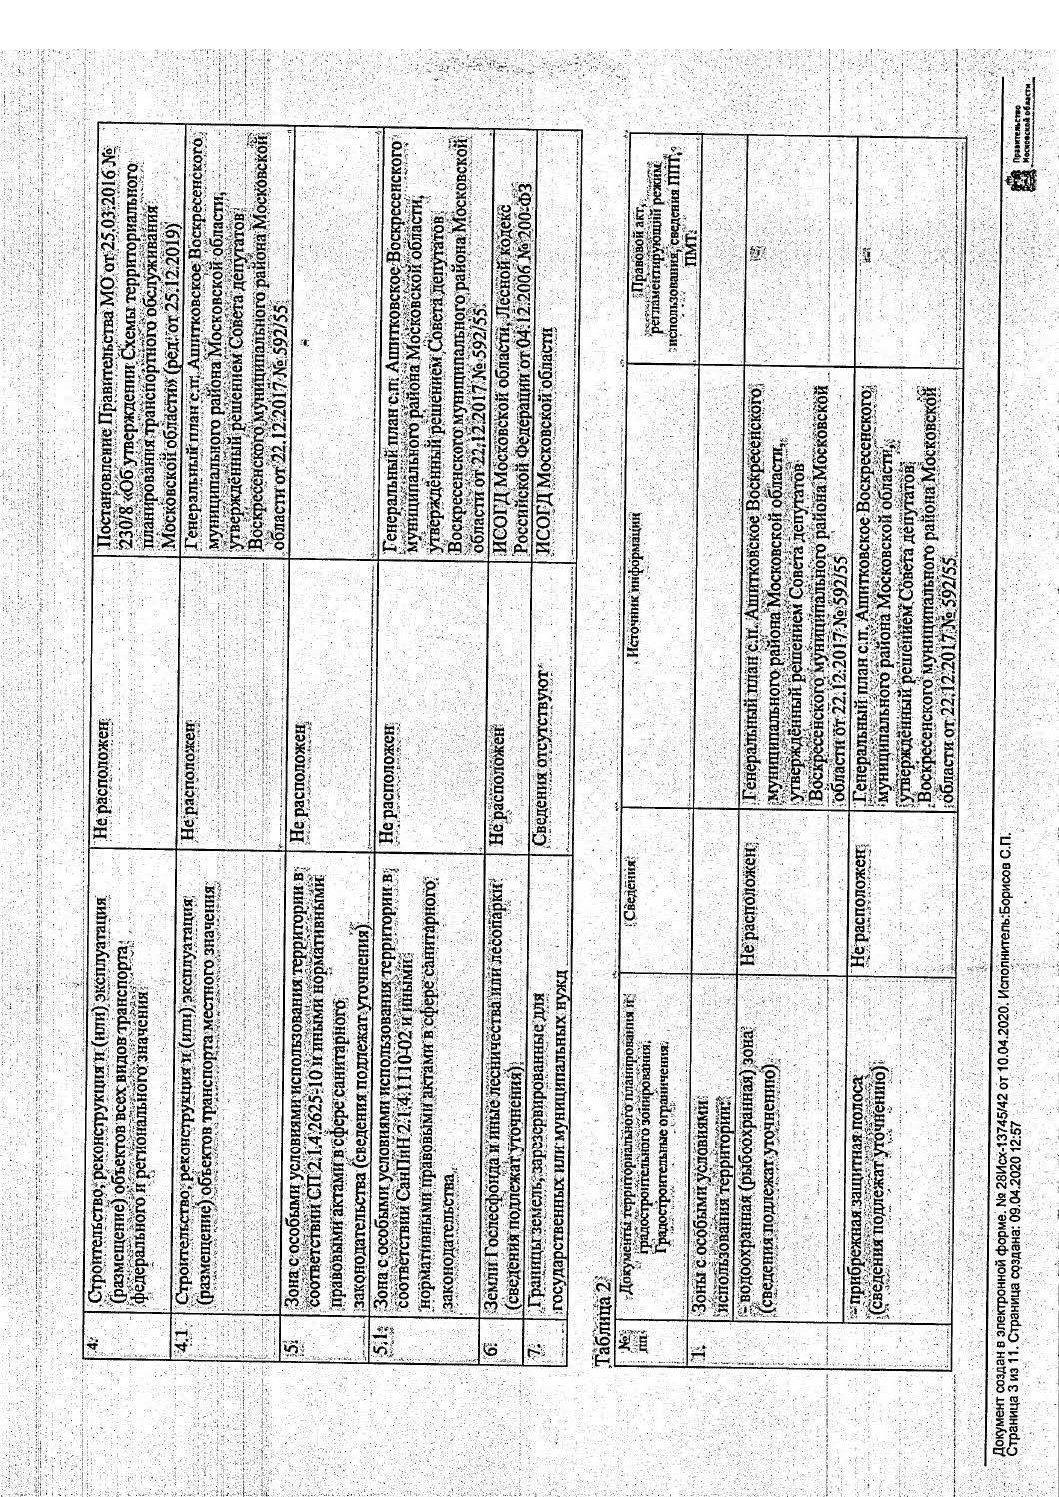 4.
Строительство, реконструкция и (или) эксплуатация
(размещение) объектов всех видов транспорта
федерального и регионального значения
Не расположен
Постановление Правительства МО от 25.03.2016 №
230/8 «Об утверждении Схемы территориального
планирования транспортного обслуживания
Московской области» (ред. от 25.12.2019)
4.1
Строительство, реконструкция и (или) эксплуатация
(размещение) объектов транспорта местного значения
Не расположен
Генеральный план с.п. Ашитковское Воскресенского
муниципального района Московской области,
утверждённый решением Совета депутатов
Воскресенского муниципального района Московской
области от 22.12.2017 № 592/55
5.
Зона с особыми условиями использования территории в
соответствии СП 2.1.4.2625-10 и иными нормативными
правовыми актами в сфере санитарного
законодательства (сведения подлежат уточнения)
Не расположен
5.1.
Зона с особыми условиями использования территории в
соответствии СанПиН 2.1.4.1110-02 и иными
нормативными правовыми актами в сфере санитарного
законодательства
Не расположен
Генеральный план с.п. Ашитковское Воскресенского
муниципального района Московской области,
утверждённый решением Совета депутатов
Воскресенского муниципального района Московской
области от 22.12.2017 № 592/55
6.
Земли Гослесфонда и иные лесничества или лесопарки
(сведения подлежат уточнения)
Не расположен
ИСОГД Московской области, Лесной кодекс
Российской Федерации от 04.12.2006 № 200-ФЗ
7.
Границы земель, зарезервированные для
государственных или муниципальных нужд
Сведения отсутствуют
ИСОГД Московской области
Таблица 2
№
пп
Документы территориального планирования и
градостроительного зонирования.
Градостроительные ограничения.
Сведения
Источник информации
Правовой акт,
регламентирующий режим
использования, сведения ППТ,
ПМТ.
1.
Зоны с особыми условиями
использования территории:
- водоохранная (рыбоохранная) зона
(сведения подлежат уточнению)
Не расположен
Генеральный план с.п. Ашитковское Воскресенского
муниципального района Московской области,
утверждённый решением Совета депутатов
Воскресенского муниципального района Московской
области от 22.12.2017 № 592/55
- прибрежная защитная полоса
(сведения подлежат уточнению)
Не расположен
Генеральный план с.п. Ашитковское Воскресенского
муниципального района Московской области,
утверждённый решением Совета депутатов
Воскресенского муниципального района Московской
области от 22.12.2017 № 592/55
Документ создан в электронной форме. № 28Исх-13745/42 от 10.04.2020. Исполнитель:Борисов С.П.
Страница 3 из 11. Страница создана: 09.04.2020 12:57
Правительство
Московской области